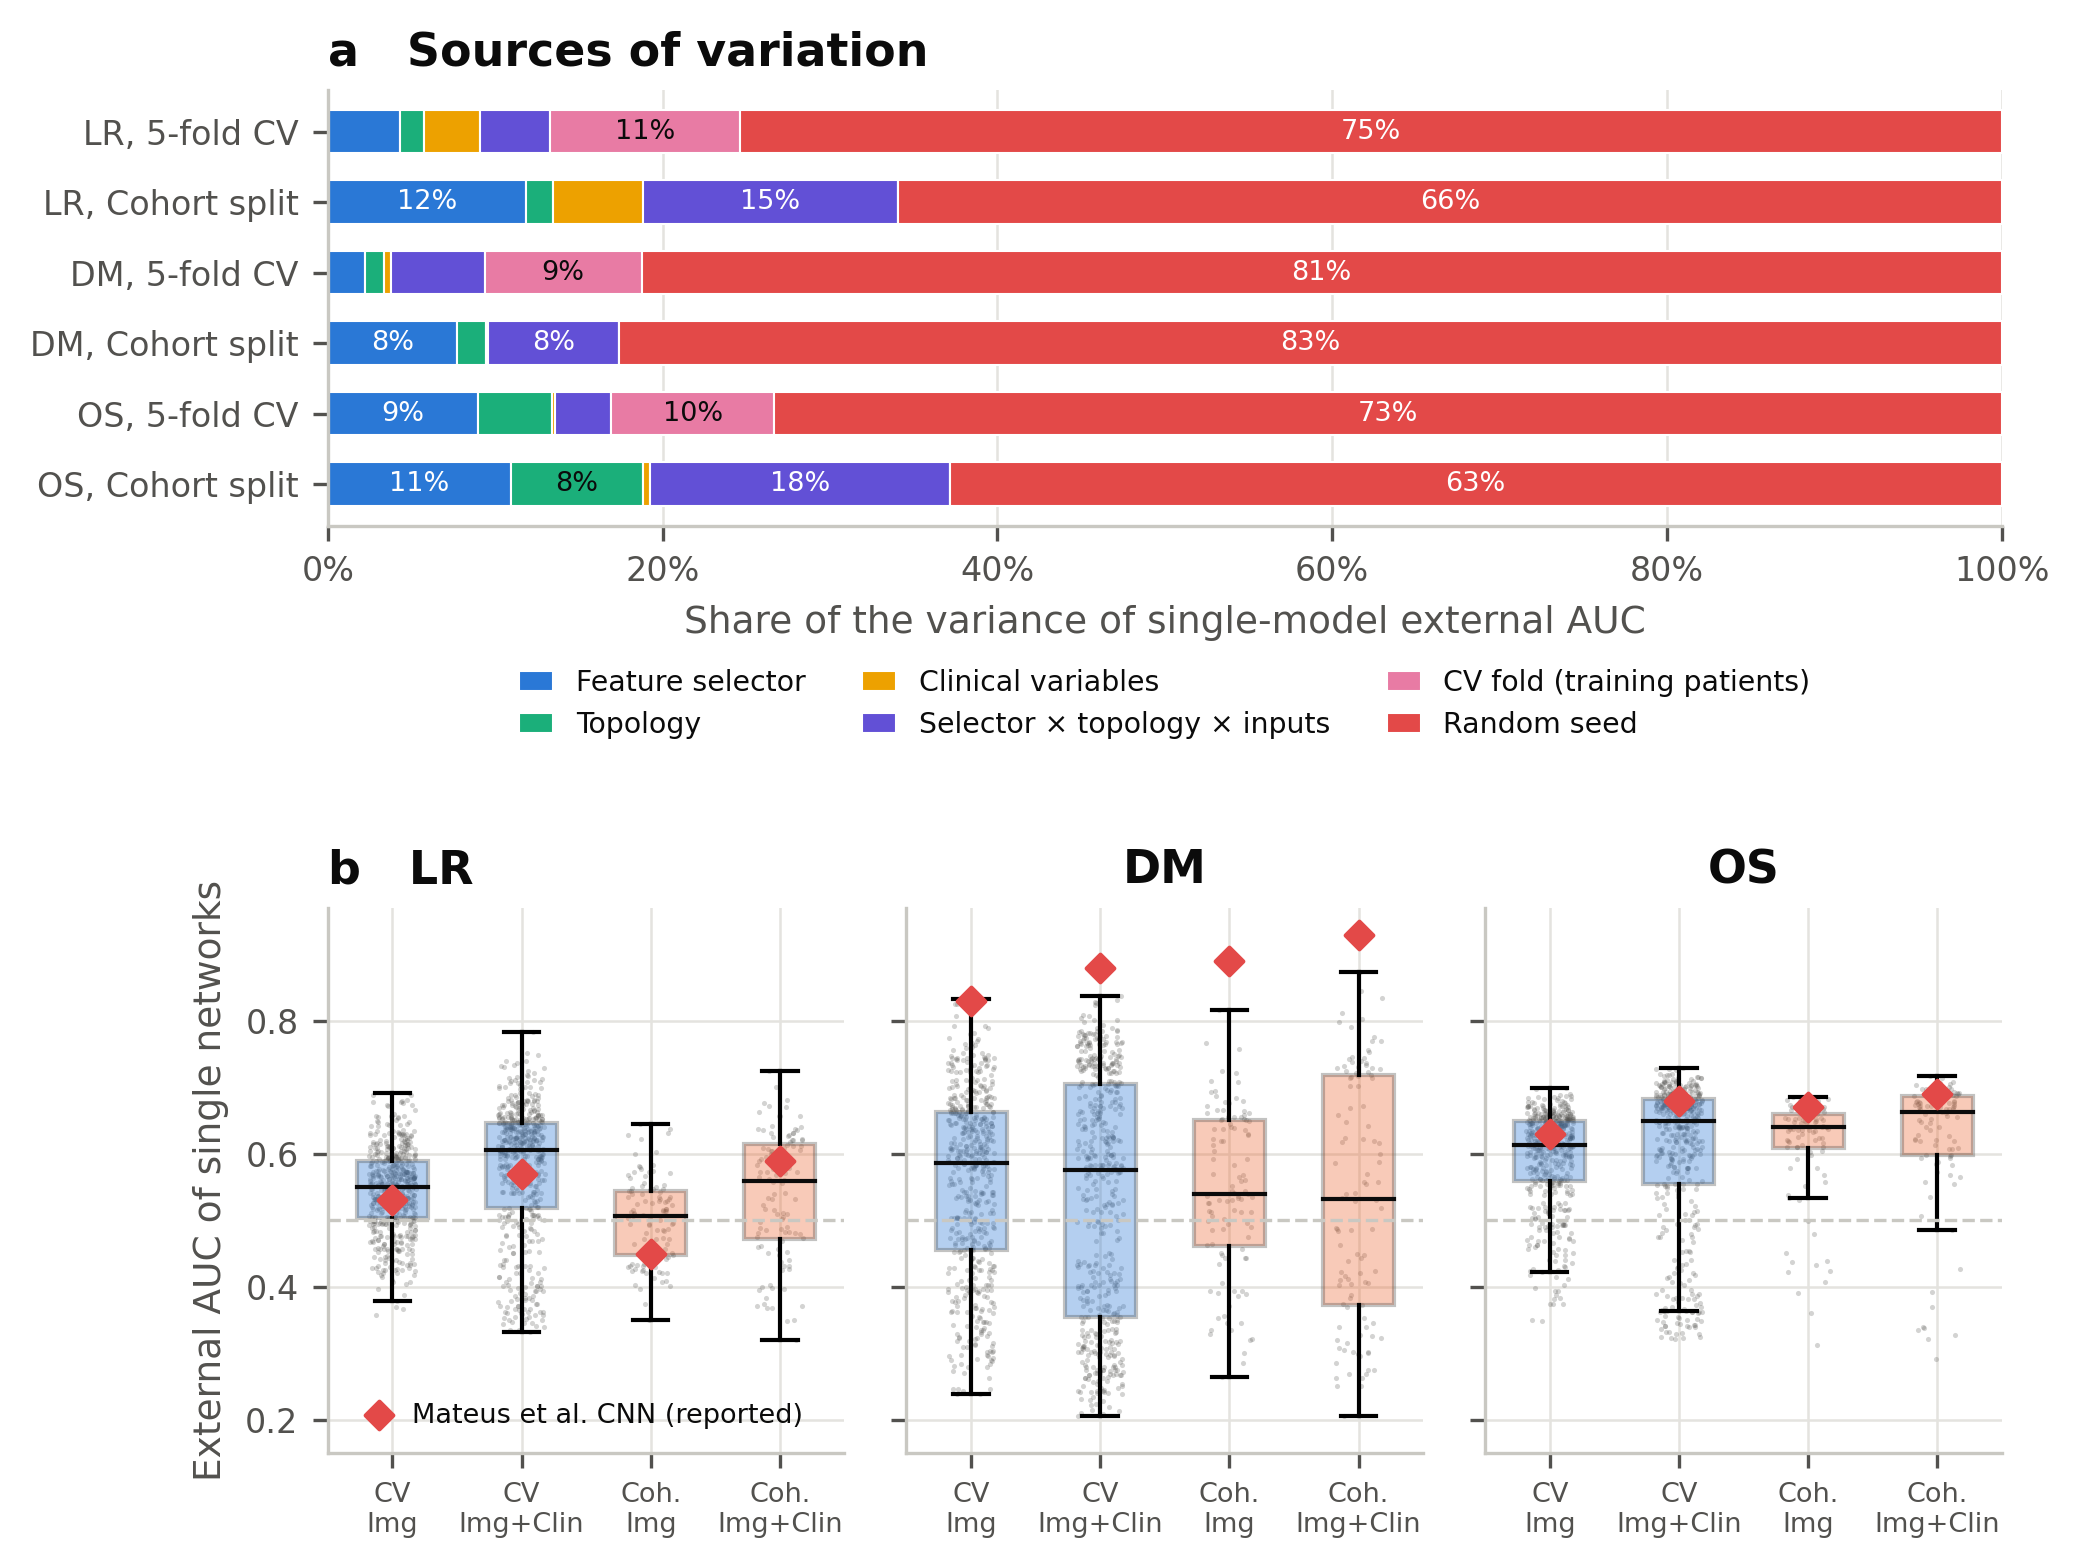 a Sources of variation
LR, 5-fold CV 11% 75%
LR, Cohort split 12% 15% 66%
DM, 5-fold CV 9% 81%
DM, Cohort split 8% 8% 83%
OS, 5-fold CV 9% 10% 73%
OS, Cohort split 11% 8% 18% 63%
0% 20% 40% 60% 80% 100%
Share of the variance of single-model external AUC
Feature selector Clinical variables CV fold (training patients)
Topology Selector × topology × inputs Random seed
b LR DM OS
External AUC of single networks
0.8
0.6
0.4
0.2
Mateus et al. CNN (reported)
CV CV Coh. Coh. CV CV Coh. Coh. CV CV Coh. Coh.
Img Img+Clin Img Img+Clin Img Img+Clin Img Img+Clin Img Img+Clin Img Img+Clin